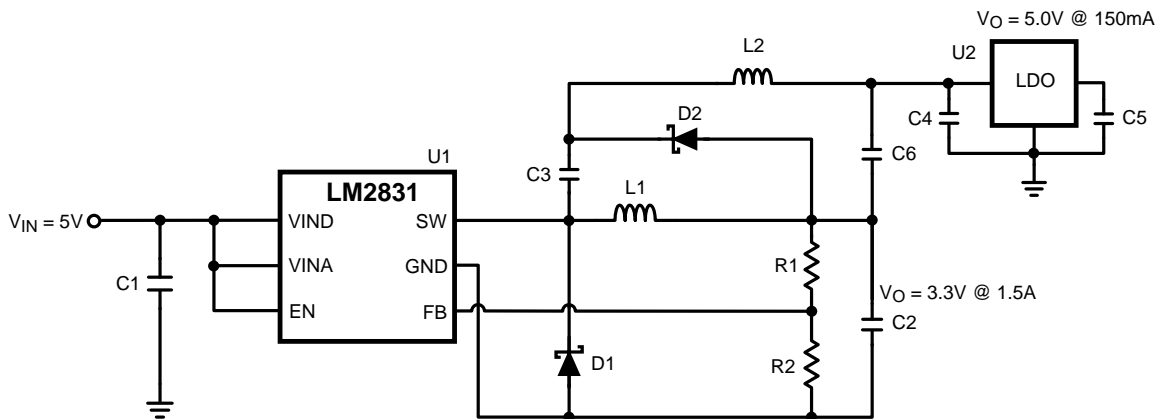 V_O = 5.0V @ 150mA
L2
U2
LDO
D2
C4
C5
U1
C6
LM2831
C3
L1
V_IN = 5V
VIND
SW
VINA
GND
R1
C1
EN
FB
V_O = 3.3V @ 1.5A
C2
D1
R2